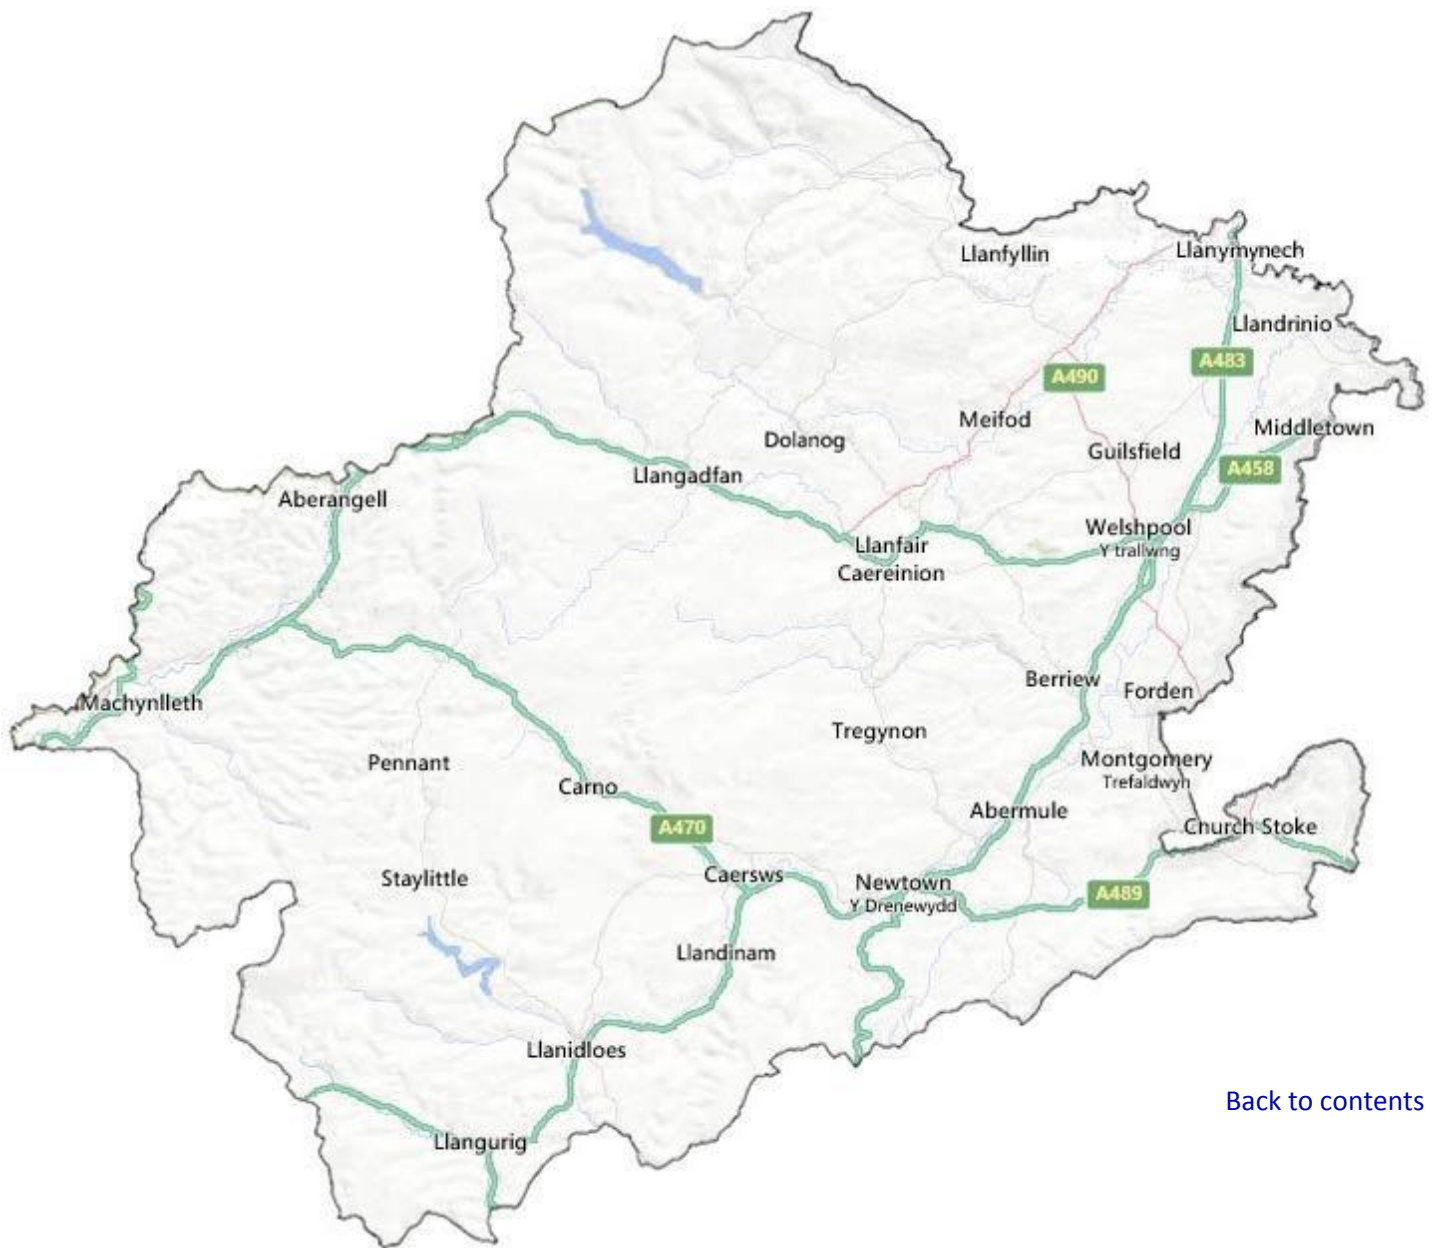 Llanfyllin
Llanymynech
Llandrinio
A483
A490
Meifod
Middletown
Dolanog
Guilsfield
A458
Llangadfan
Aberangell
Welshpool
Y trallwng
Llanfair
Caereinion
Berriew
Forden
Machynlleth
Tregynon
Pennant
Montgomery
Trefaldwyn
Carno
Abermule
A470
Church Stoke
Caersws
Staylittle
Newtown
Y Drenewydd
A489
Llandinam
Llanidloes
Back to contents
Llangurig